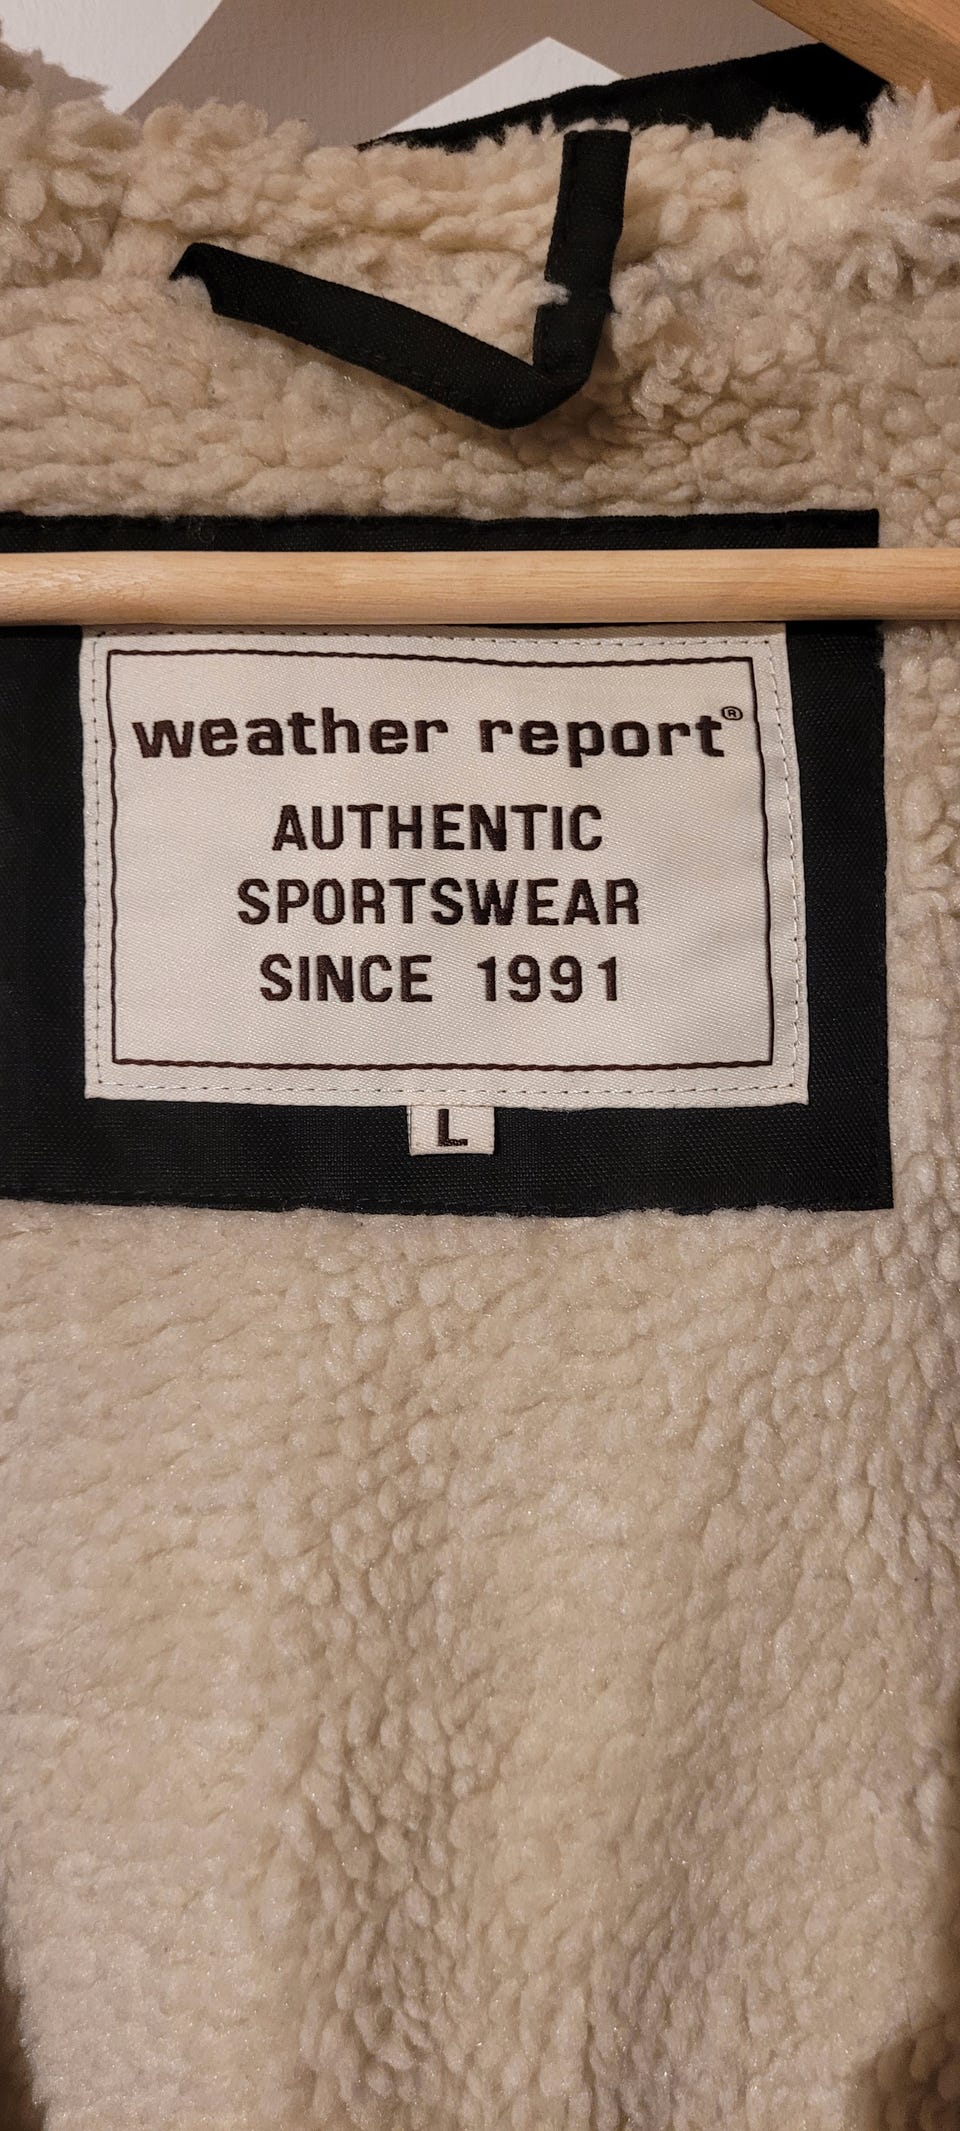 weather report®
AUTHENTIC
SPORTSWEAR
SINCE 1991
L